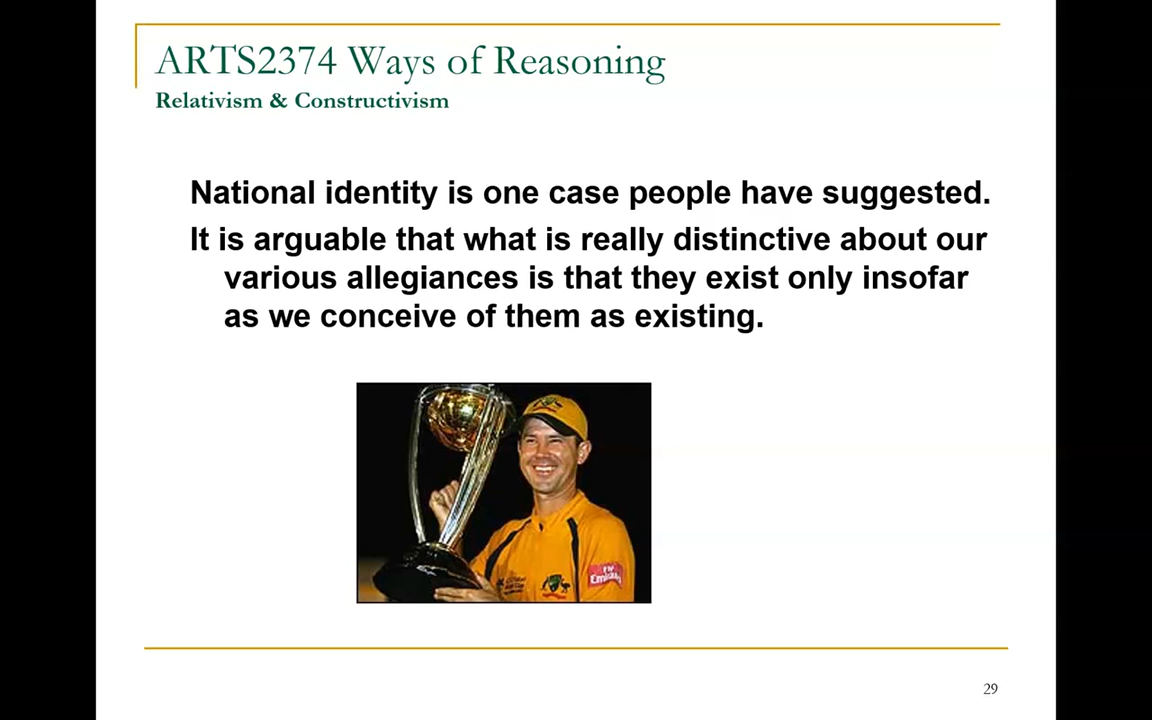 ARTS2374 Ways of Reasoning
Relativism & Constructivism
National identity is one case people have suggested.
It is arguable that what is really distinctive about our
various allegiances is that they exist only insofar
as we conceive of them as existing.
29